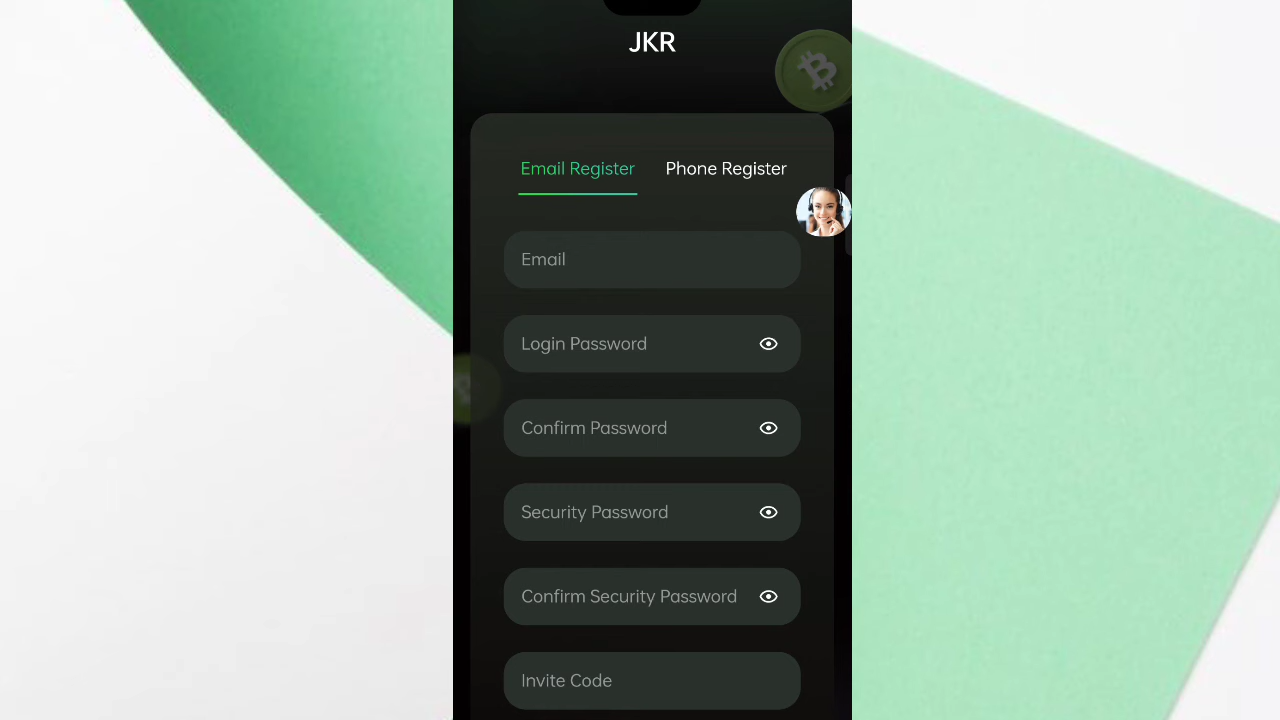 JKR
Email Register
Phone Register
Email
Login Password
Confirm Password
Security Password
Confirm Security Password
Invite Code